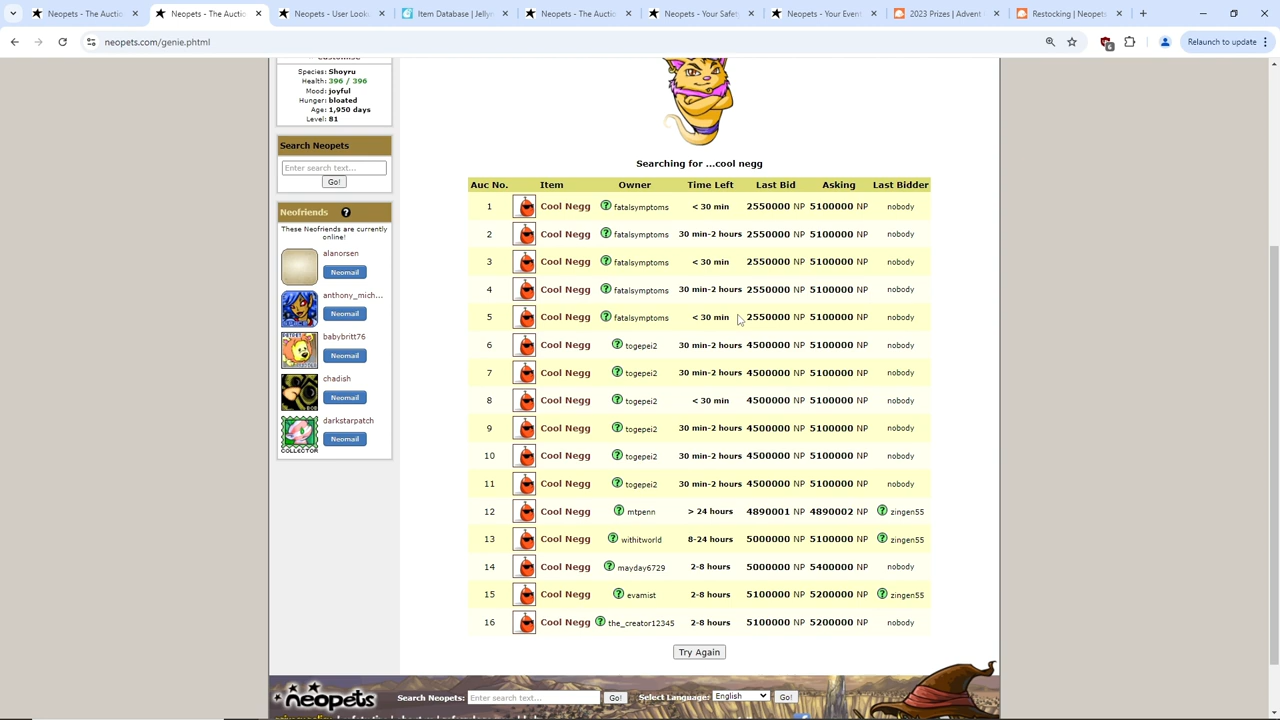 Neopets - The Auction
Neopets - The Auctio
Neopets - User Looku
Item Database | Jelly
Neopets - The Auction
Neopets - Your Safety
Neopets - Your Event
2023 Prizes | Advent
Restocking | Neopets
neopets.com/genie.phtml
6
Relaunch to update
Customise
Species: Shoyru
Health: 396 / 396
Mood: joyful
Hunger: bloated
Age: 1,950 days
Level: 81
Search Neopets
Enter search text...
Go!
Neofriends ?
These Neofriends are currently
online!
alanorsen
Neomail
anthony_mich...
Neomail
babybritt76
Neomail
chadish
Neomail
darkstarpatch
Neomail
COLLECTOR
Searching for ...cool negg
Auc No. Item Owner Time Left Last Bid Asking Last Bidder
1 Cool Negg ? fatalsymptoms < 30 min 2550000 NP 5100000 NP nobody
2 Cool Negg ? fatalsymptoms 30 min-2 hours 2550000 NP 5100000 NP nobody
3 Cool Negg ? fatalsymptoms < 30 min 2550000 NP 5100000 NP nobody
4 Cool Negg ? fatalsymptoms 30 min-2 hours 2550000 NP 5100000 NP nobody
5 Cool Negg ? fatalsymptoms < 30 min 2550000 NP 5100000 NP nobody
6 Cool Negg ? togepei2 30 min-2 hours 4500000 NP 5100000 NP nobody
7 Cool Negg ? togepei2 30 min-2 hours 4500000 NP 5100000 NP nobody
8 Cool Negg ? togepei2 < 30 min 4500000 NP 5100000 NP nobody
9 Cool Negg ? togepei2 30 min-2 hours 4500000 NP 5100000 NP nobody
10 Cool Negg ? togepei2 30 min-2 hours 4500000 NP 5100000 NP nobody
11 Cool Negg ? togepei2 30 min-2 hours 4500000 NP 5100000 NP nobody
12 Cool Negg ? mtpenn > 24 hours 4890001 NP 4890002 NP ? zingen55
13 Cool Negg ? withitworld 8-24 hours 5000000 NP 5100000 NP ? zingen55
14 Cool Negg ? mayday6729 2-8 hours 5000000 NP 5400000 NP nobody
15 Cool Negg ? evamist 2-8 hours 5100000 NP 5200000 NP ? zingen55
16 Cool Negg ? the_creator12345 2-8 hours 5100000 NP 5200000 NP nobody
Try Again
neopets Search Neopets: Enter search text... Go! Select Language: English Go!